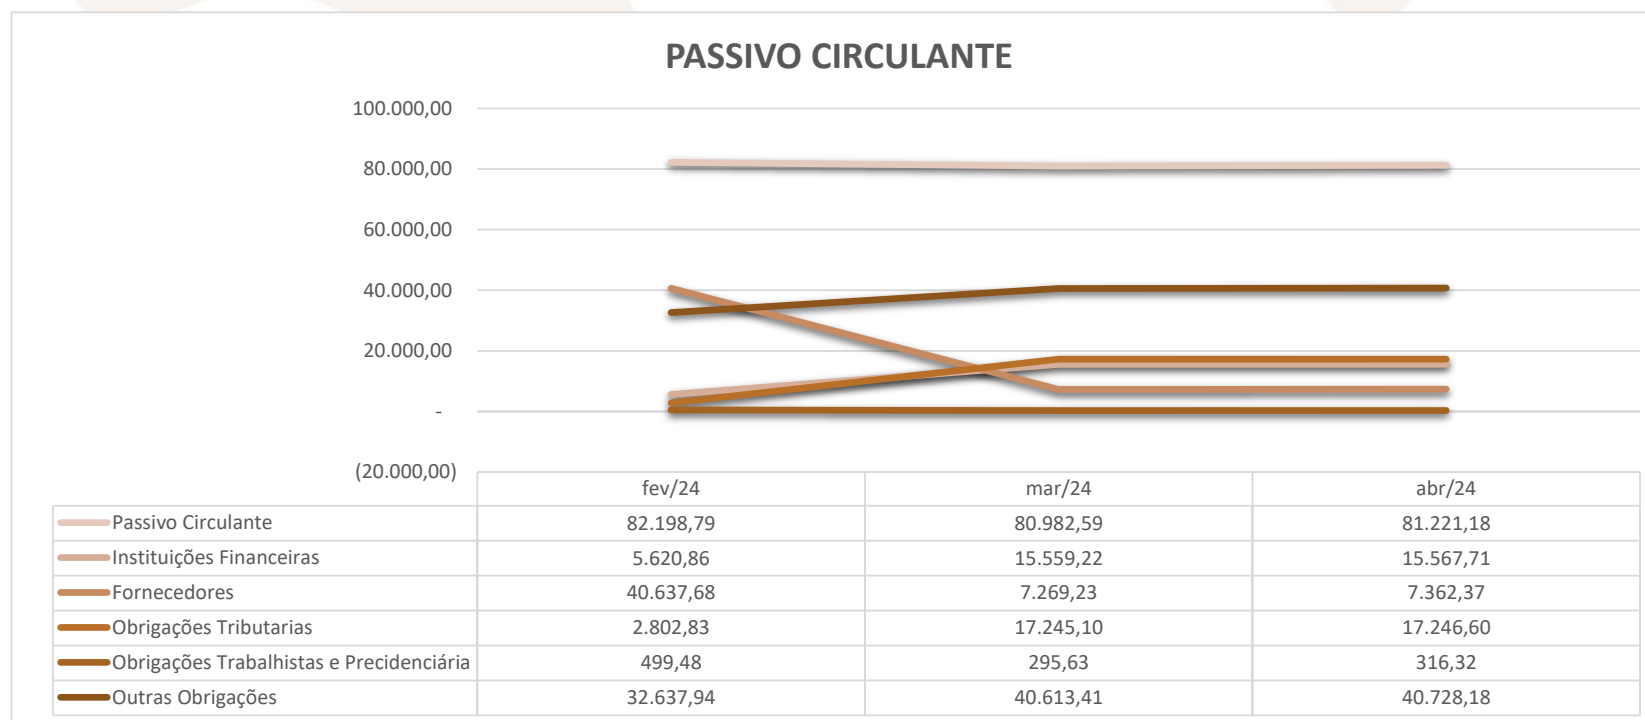 PASSIVO CIRCULANTE
100.000,00
80.000,00
60.000,00
40.000,00
20.000,00
-
(20.000,00)
fev/24 mar/24 abr/24
Passivo Circulante 82.198,79 80.982,59 81.221,18
Instituições Financeiras 5.620,86 15.559,22 15.567,71
Fornecedores 40.637,68 7.269,23 7.362,37
Obrigações Tributarias 2.802,83 17.245,10 17.246,60
Obrigações Trabalhistas e Precidenciária 499,48 295,63 316,32
Outras Obrigações 32.637,94 40.613,41 40.728,18